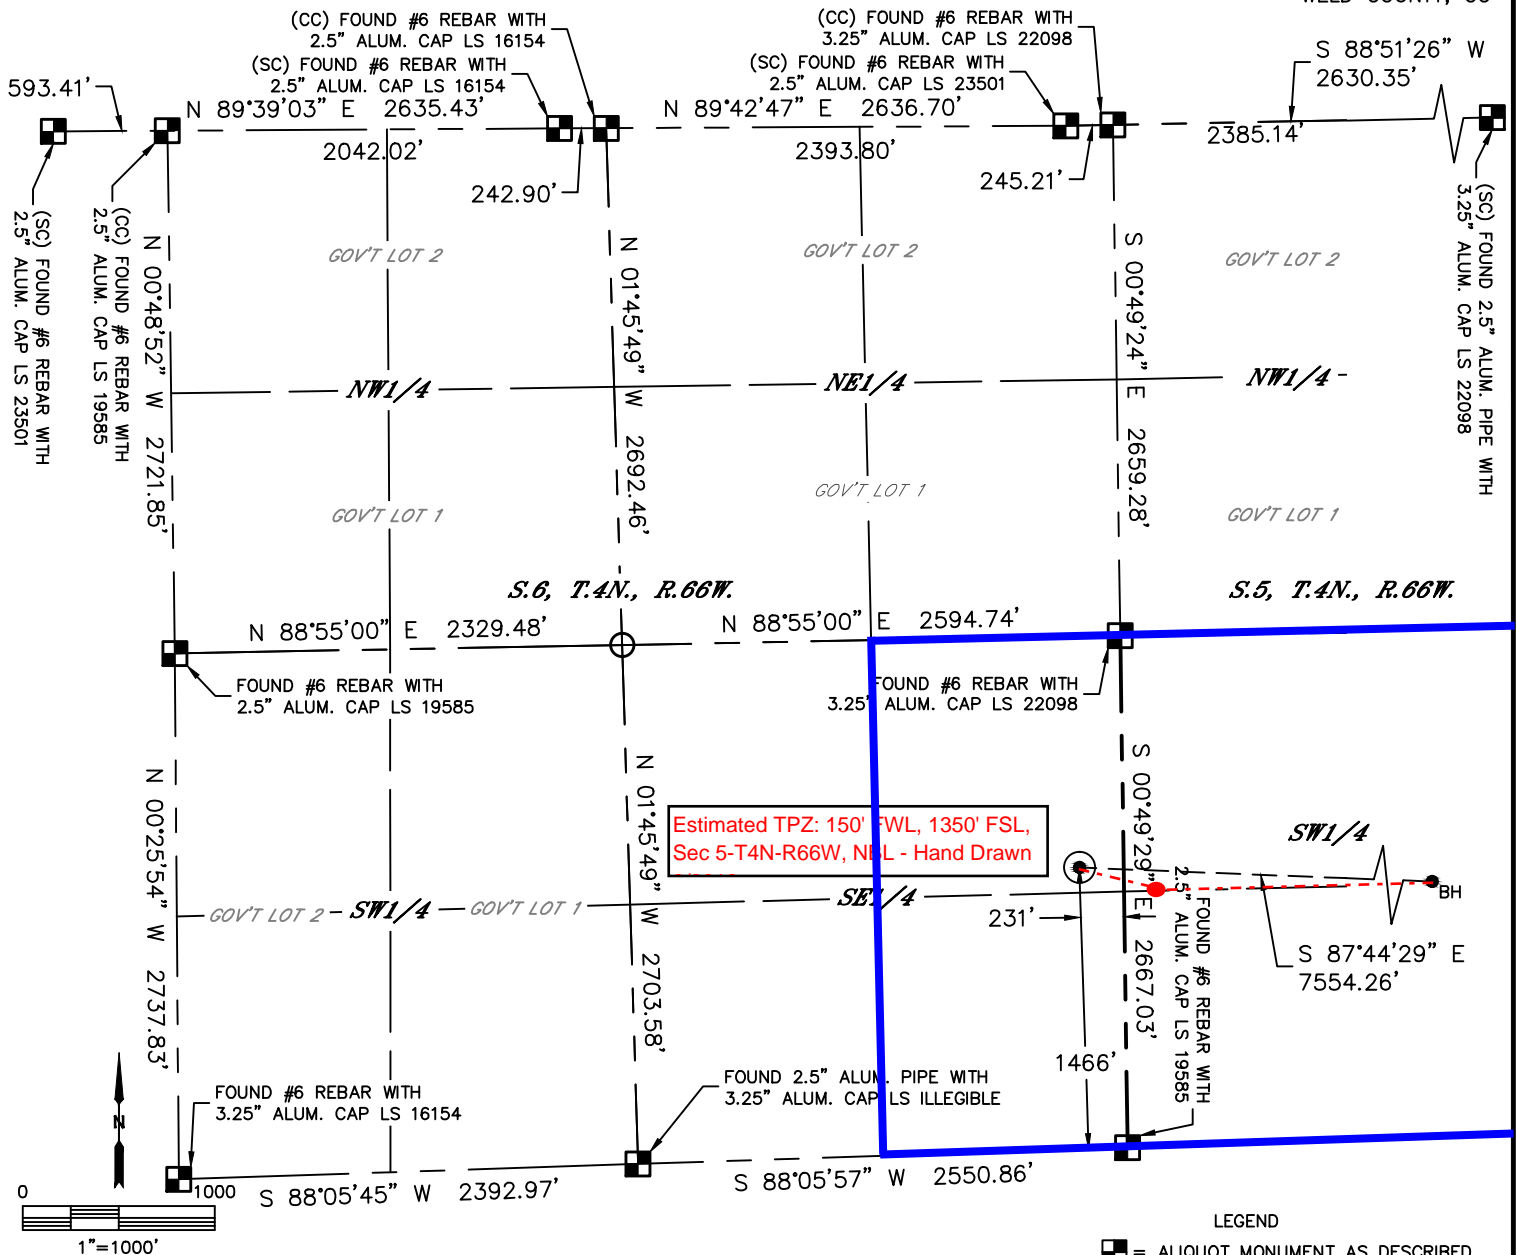 (CC) FOUND #6 REBAR WITH
2.5" ALUM. CAP LS 16154
(SC) FOUND #6 REBAR WITH
2.5" ALUM. CAP LS 16154
(CC) FOUND #6 REBAR WITH
3.25" ALUM. CAP LS 22098
(SC) FOUND #6 REBAR WITH
2.5" ALUM. CAP LS 23501
S 88°51'26" W
2630.35'
593.41'
N 89°39'03" E 2635.43'
N 89°42'47" E 2636.70'
2042.02'
242.90'
2393.80'
245.21'
2385.14'
(SC) FOUND #6 REBAR WITH
2.5" ALUM. CAP LS 23501
(CC) FOUND #6 REBAR WITH
2.5" ALUM. CAP LS 19585
(SC) FOUND 2.5" ALUM. PIPE WITH
3.25" ALUM. CAP LS 22098
N 00°48'52" W 2721.85'
N 01°45'49" W 2692.46'
S 00°49'24" E 2659.28'
GOV'T LOT 2
GOV'T LOT 2
GOV'T LOT 2
NW1/4
NE1/4
NW1/4
GOV'T LOT 1
GOV'T LOT 1
GOV'T LOT 1
S.6, T.4N., R.66W.
S.5, T.4N., R.66W.
N 88°55'00" E 2329.48'
N 88°55'00" E 2594.74'
FOUND #6 REBAR WITH
2.5" ALUM. CAP LS 19585
FOUND #6 REBAR WITH
3.25" ALUM. CAP LS 22098
N 00°25'54" W 2737.83'
N 01°45'49" W 2703.58'
S 00°49'29" E 2667.03'
Estimated TPZ: 150' FWL, 1350' FSL,
Sec 5-T4N-R66W, NBL - Hand Drawn
SW1/4
GOV'T LOT 2
SW1/4
GOV'T LOT 1
SE1/4
231'
BH
S 87°44'29" E
7554.26'
FOUND #6 REBAR WITH
2.5" ALUM. CAP LS 19585
1466'
FOUND #6 REBAR WITH
3.25" ALUM. CAP LS 16154
FOUND 2.5" ALUM. PIPE WITH
3.25" ALUM. CAP LS ILLEGIBLE
N
S 88°05'45" W 2392.97'
S 88°05'57" W 2550.86'
0 1000
1"=1000'
LEGEND
= ALIQUOT MONUMENT AS DESCRIBED